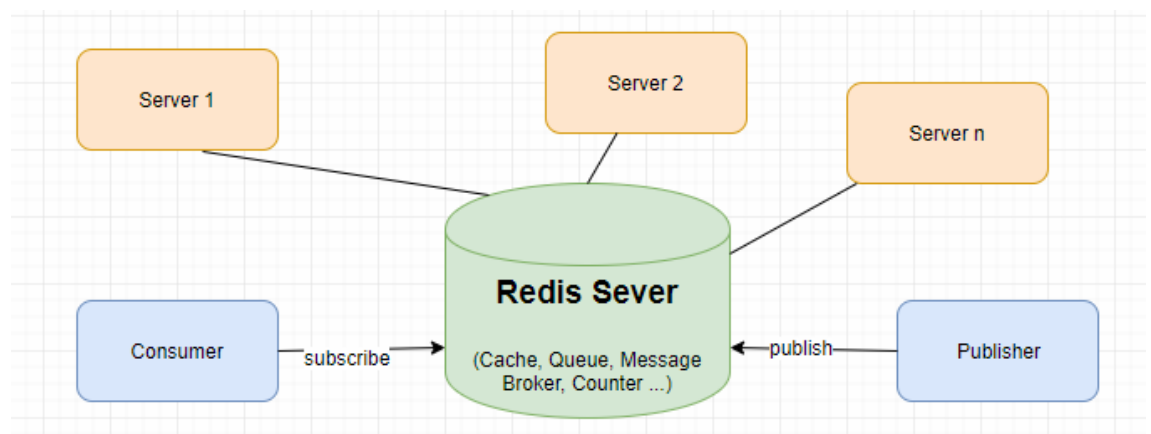 Server 1
Server 2
Server n
Redis Sever
(Cache, Queue, Message
Broker, Counter ...)
Consumer
subscribe
publish
Publisher